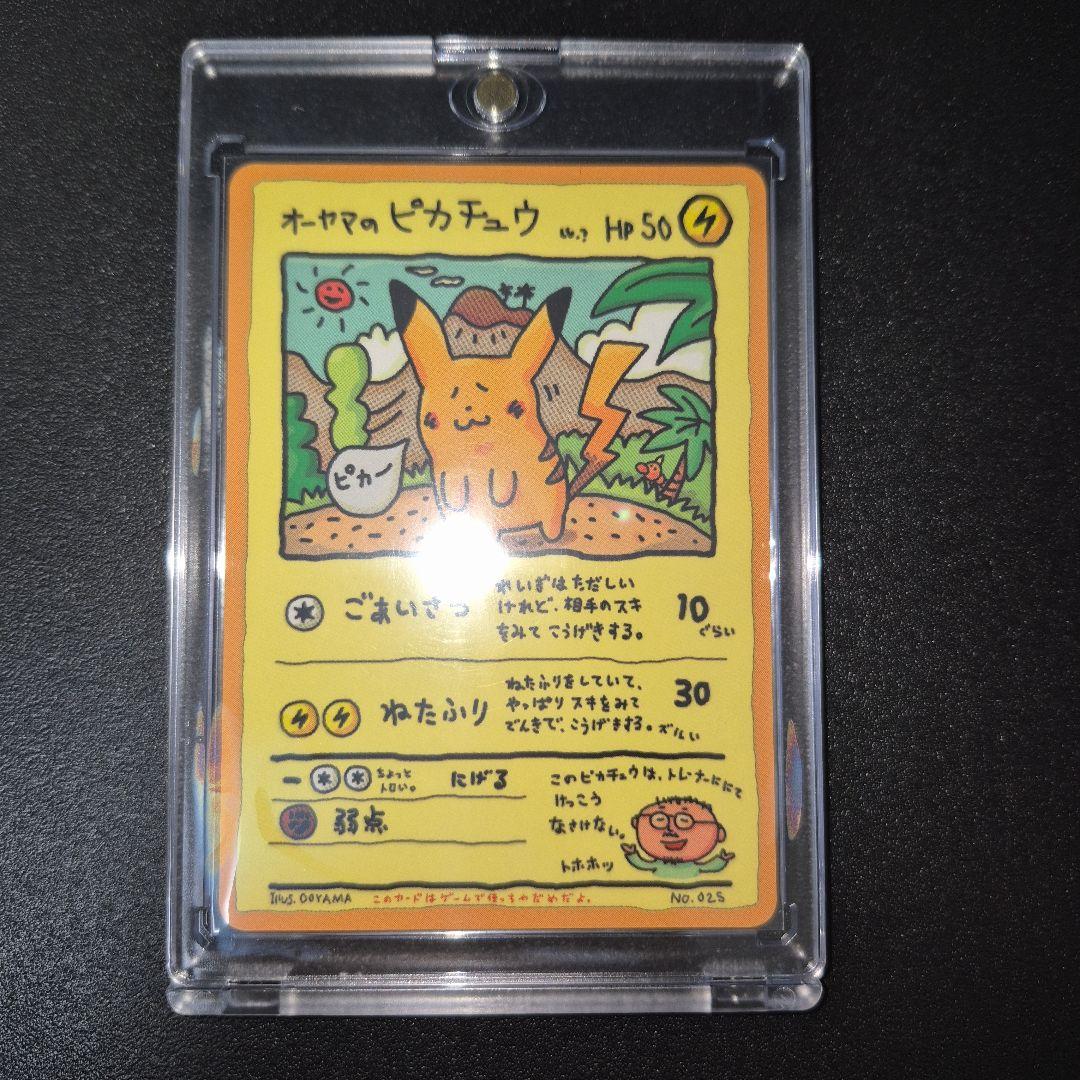 オーヤマの ピカチュウ LV.? HP 50
ピカー
ごあいさつ れいぎはただしい
けれど、相手のスキ
をみて こうげきする。
10
ぐらい
ねたふり ねたふりをしていて、
やっぱり スキをみて
でんきで、こうげきする。ズルい
30
ちょっと
トロい。
にげる
弱点
このピカチュウは、トレーナーににて
けっこう
なさけない。
トホホッ
Illus. OOYAMA このカードはゲームで使っちゃだめだよ。 NO. 025